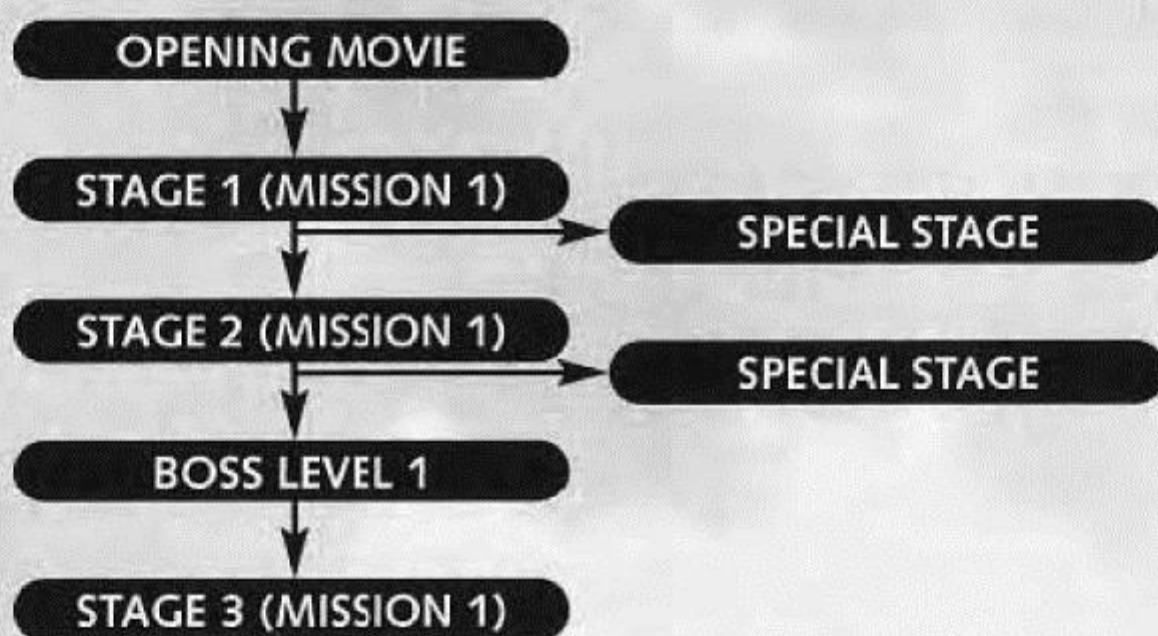 OPENING MOVIE
STAGE 1 (MISSION 1)
SPECIAL STAGE
STAGE 2 (MISSION 1)
SPECIAL STAGE
BOSS LEVEL 1
STAGE 3 (MISSION 1)